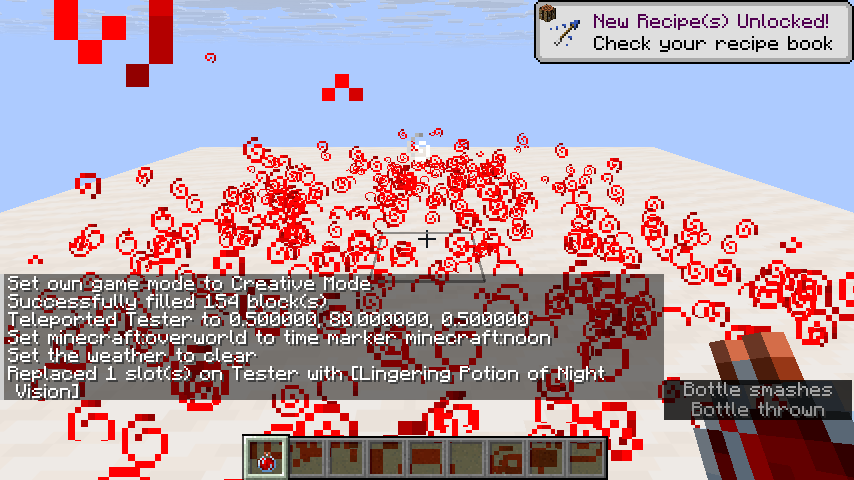 New Recipe(s) Unlocked!
Check your recipe book
Set own game mode to Creative Mode
Successfully filled 154 block(s)
Teleported Tester to 0.500000, 80.000000, 0.500000
Set minecraft:overworld to time marker minecraft:noon
Set the weather to clear
Replaced 1 slot(s) on Tester with [Lingering Potion of Night
Vision]
Bottle smashes
Bottle thrown